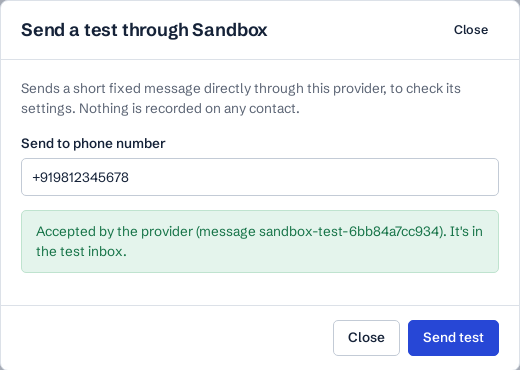 Send a test through Sandbox
Close
Sends a short fixed message directly through this provider, to check its
settings. Nothing is recorded on any contact.
Send to phone number
+919812345678
Accepted by the provider (message sandbox-test-6bb84a7cc934). It's in
the test inbox.
Close
Send test